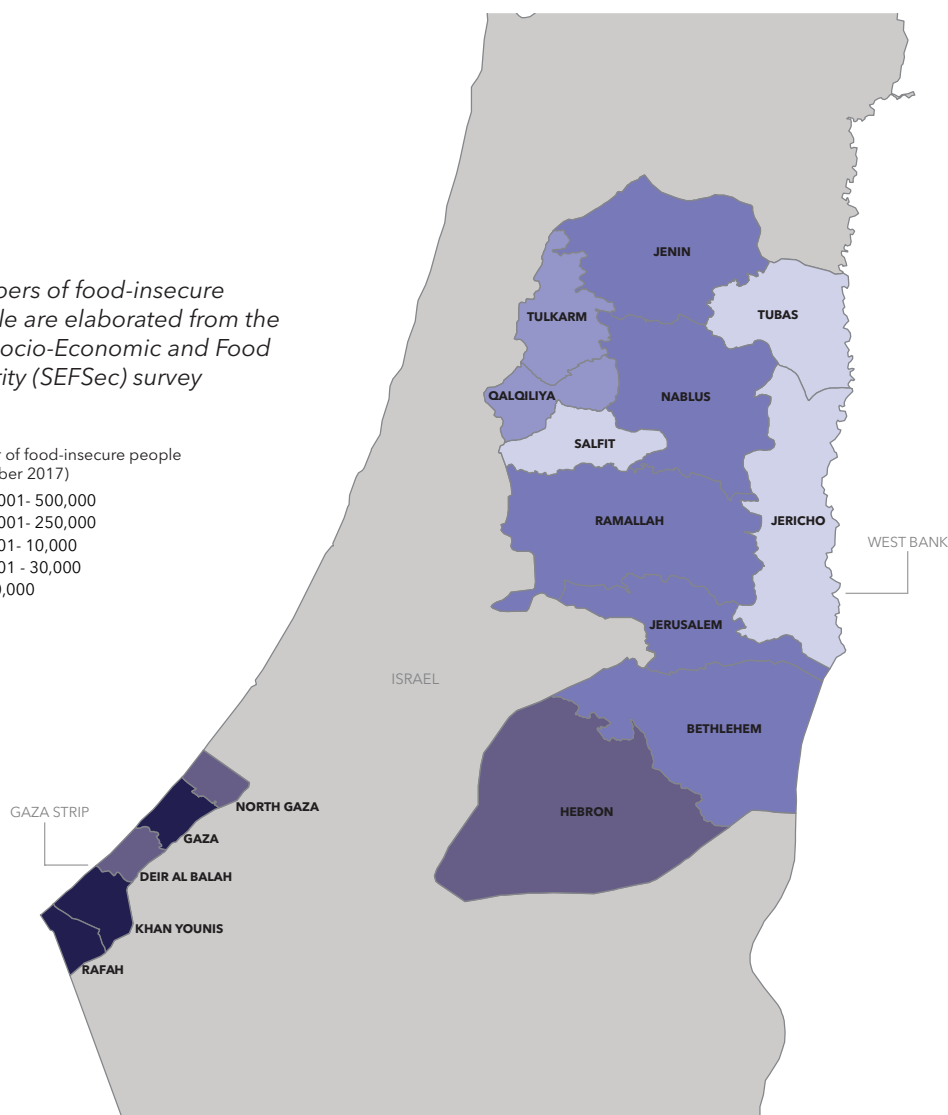 bers of food-insecure
le are elaborated from the
ocio-Economic and Food
rity (SEFSec) survey
r of food-insecure people
ber 2017)
001- 500,000
001- 250,000
01- 10,000
01 - 30,000
0,000
JENIN
TUBAS
TULKARM
QALQILIYA
NABLUS
SALFIT
RAMALLAH
JERICHO
WEST BANK
JERUSALEM
ISRAEL
BETHLEHEM
HEBRON
NORTH GAZA
GAZA STRIP
GAZA
DEIR AL BALAH
KHAN YOUNIS
RAFAH